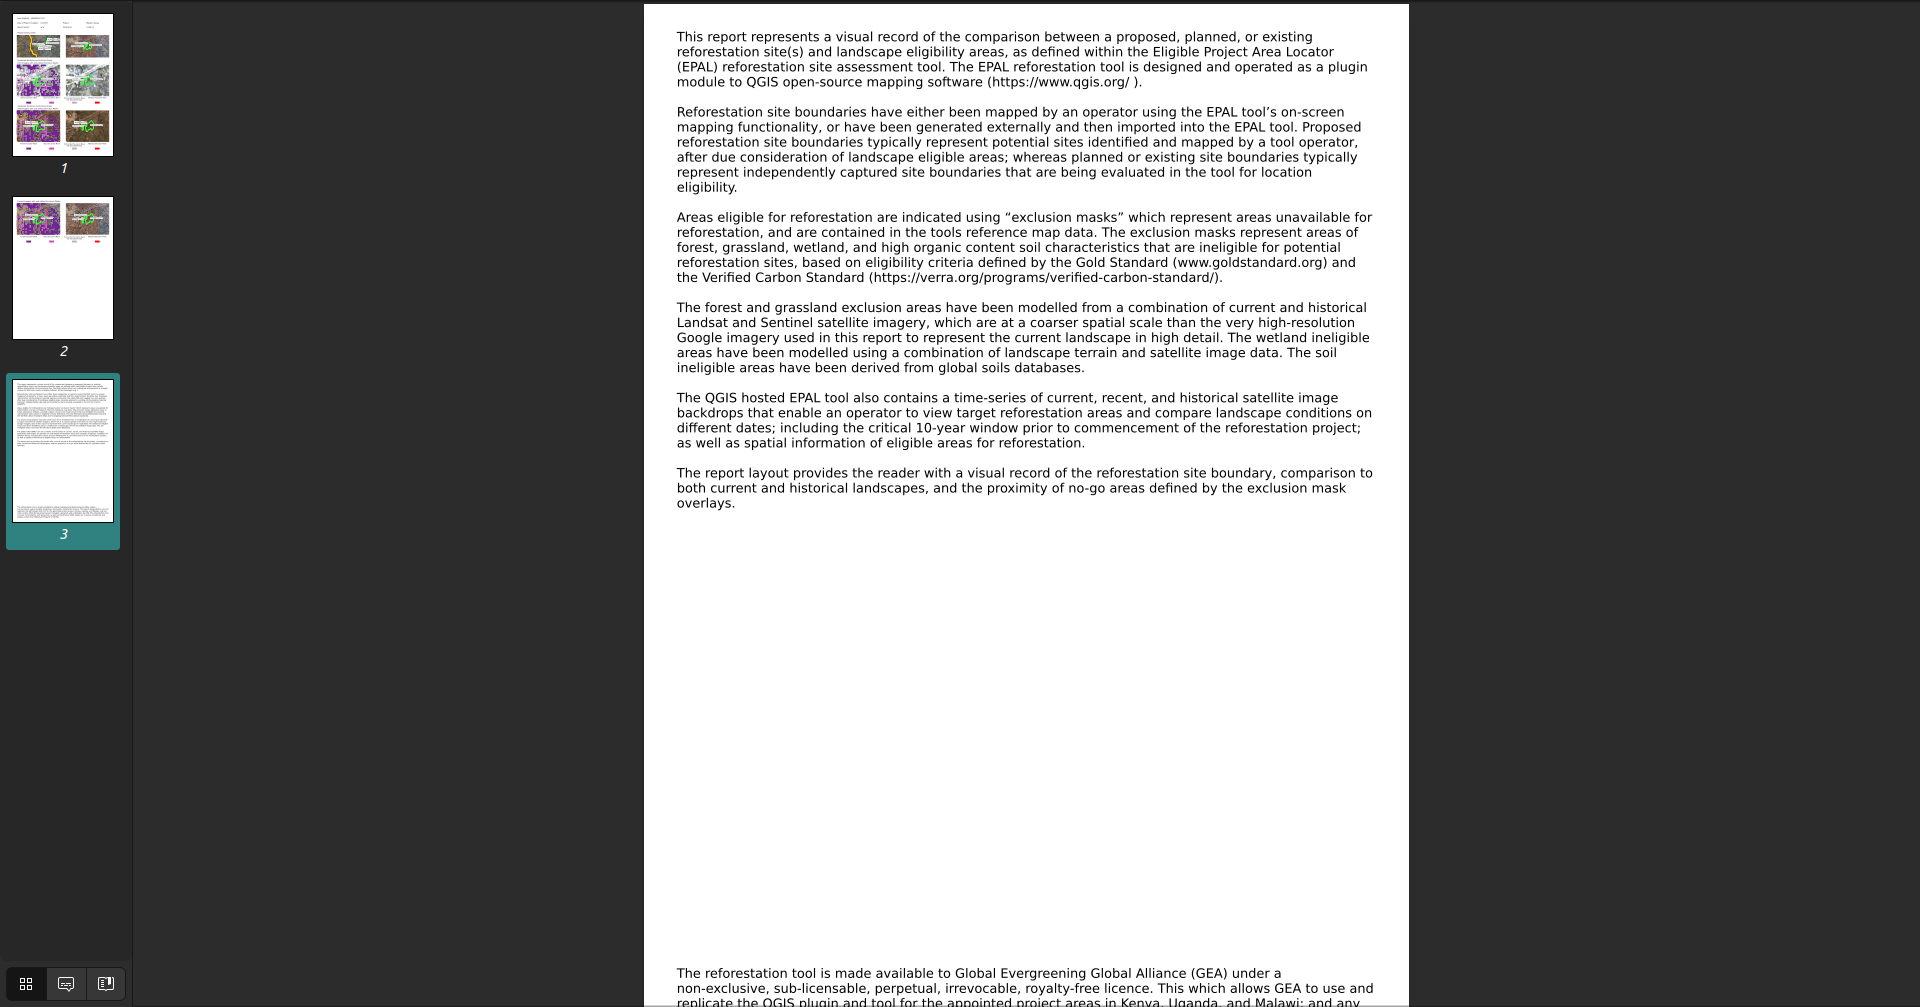 This report represents a visual record of the comparison between a proposed, planned, or existing
reforestation site(s) and landscape eligibility areas, as defined within the Eligible Project Area Locator
(EPAL) reforestation site assessment tool. The EPAL reforestation tool is designed and operated as a plugin
module to QGIS open-source mapping software (https://www.qgis.org/ ).
Reforestation site boundaries have either been mapped by an operator using the EPAL tool’s on-screen
mapping functionality, or have been generated externally and then imported into the EPAL tool. Proposed
reforestation site boundaries typically represent potential sites identified and mapped by a tool operator,
after due consideration of landscape eligible areas; whereas planned or existing site boundaries typically
represent independently captured site boundaries that are being evaluated in the tool for location
eligibility.
Areas eligible for reforestation are indicated using “exclusion masks” which represent areas unavailable for
reforestation, and are contained in the tools reference map data. The exclusion masks represent areas of
forest, grassland, wetland, and high organic content soil characteristics that are ineligible for potential
reforestation sites, based on eligibility criteria defined by the Gold Standard (www.goldstandard.org) and
the Verified Carbon Standard (https://verra.org/programs/verified-carbon-standard/).
The forest and grassland exclusion areas have been modelled from a combination of current and historical
Landsat and Sentinel satellite imagery, which are at a coarser spatial scale than the very high-resolution
Google imagery used in this report to represent the current landscape in high detail. The wetland ineligible
areas have been modelled using a combination of landscape terrain and satellite image data. The soil
ineligible areas have been derived from global soils databases.
The QGIS hosted EPAL tool also contains a time-series of current, recent, and historical satellite image
backdrops that enable an operator to view target reforestation areas and compare landscape conditions on
different dates; including the critical 10-year window prior to commencement of the reforestation project;
as well as spatial information of eligible areas for reforestation.
The report layout provides the reader with a visual record of the reforestation site boundary, comparison to
both current and historical landscapes, and the proximity of no-go areas defined by the exclusion mask
overlays.
The reforestation tool is made available to Global Evergreening Global Alliance (GEA) under a
non-exclusive, sub-licensable, perpetual, irrevocable, royalty-free licence. This which allows GEA to use and
replicate the QGIS plugin and tool for the appointed project areas in Kenya, Uganda, and Malawi; and any
1
2
3